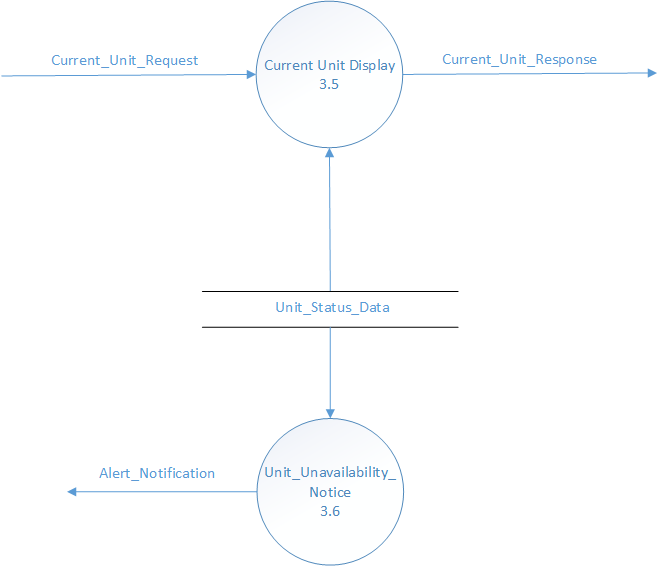 Current_Unit_Request
Current Unit Display
3.5
Current_Unit_Response
Unit_Status_Data
Alert_Notification
Unit_Unavailability_
Notice
3.6